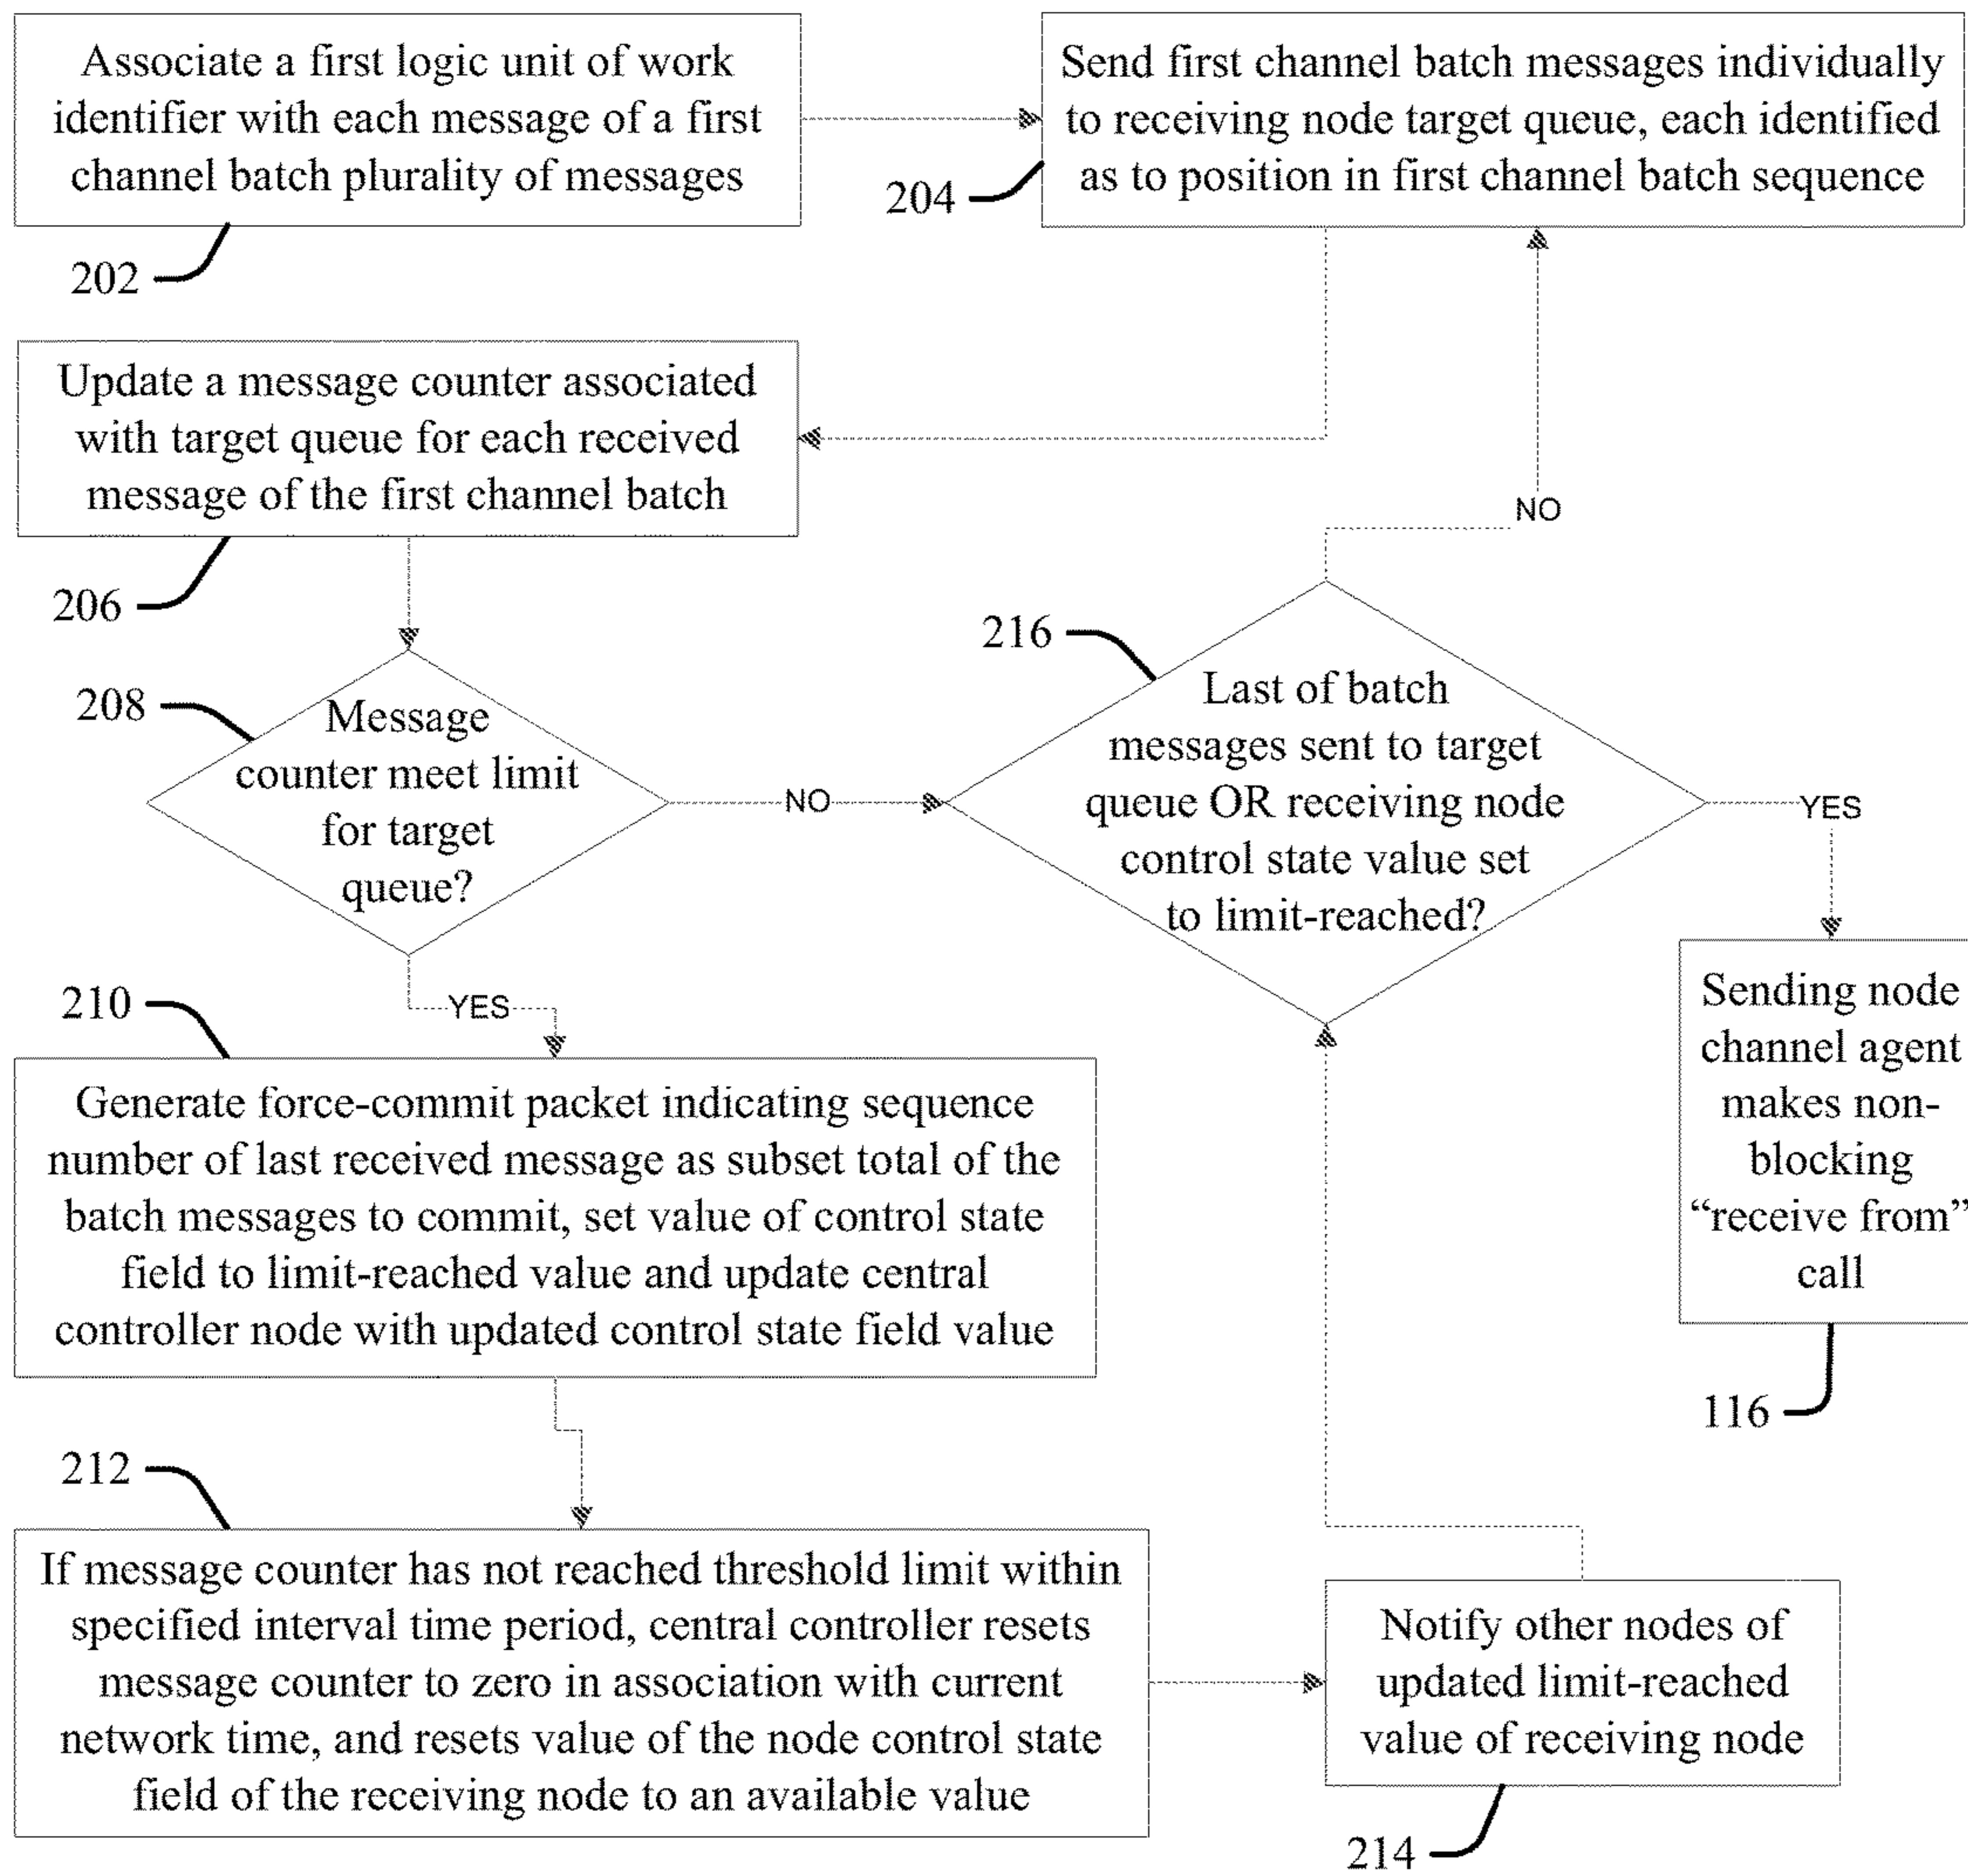 Associate a first logic unit of work
identifier with each message of a first
channel batch plurality of messages
202
Send first channel batch messages individually
to receiving node target queue, each identified
as to position in first channel batch sequence
204
Update a message counter associated
with target queue for each received
message of the first channel batch
206
NO
208
Message
counter meet limit
for target
queue?
NO
216
Last of batch
messages sent to target
queue OR receiving node
control state value set
to limit-reached?
YES
YES
210
Generate force-commit packet indicating sequence
number of last received message as subset total of the
batch messages to commit, set value of control state
field to limit-reached value and update central
controller node with updated control state field value
Sending node
channel agent
makes non-
blocking
“receive from”
call
116
212
If message counter has not reached threshold limit within
specified interval time period, central controller resets
message counter to zero in association with current
network time, and resets value of the node control state
field of the receiving node to an available value
Notify other nodes of
updated limit-reached
value of receiving node
214